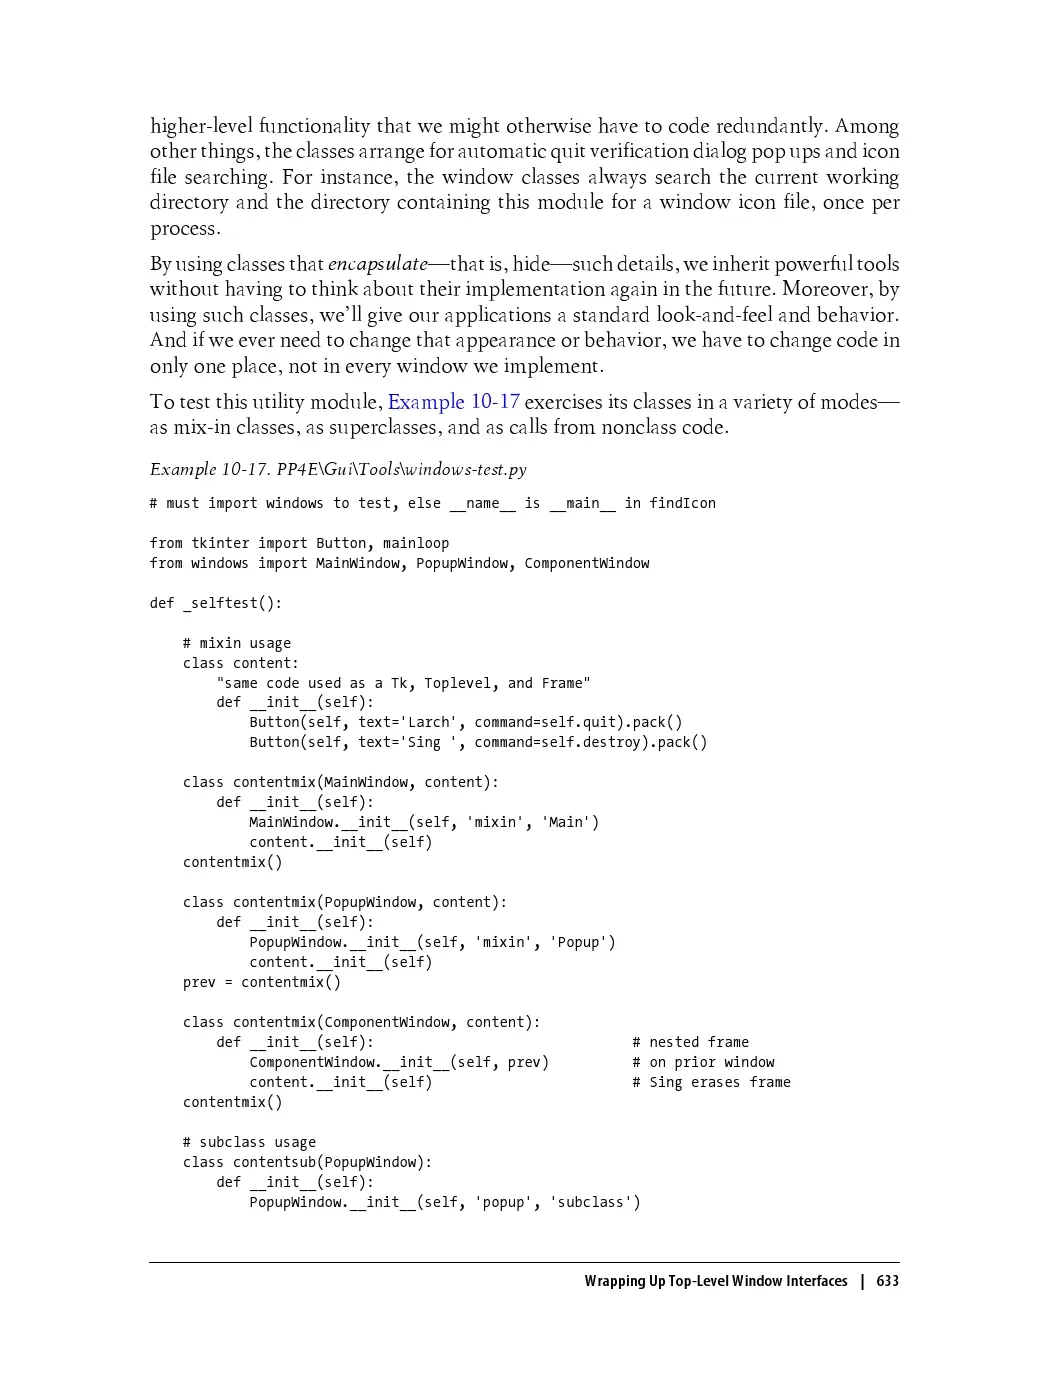 higher-level functionality that we might otherwise have to code redundantly. Among
other things, the classes arrange for automatic quit verification dialog pop ups and icon
file searching. For instance, the window classes always search the current working
directory and the directory containing this module for a window icon file, once per
process.
By using classes that encapsulate—that is, hide—such details, we inherit powerful tools
without having to think about their implementation again in the future. Moreover, by
using such classes, we'll give our applications a standard look-and-feel and behavior.
And if we ever need to change that appearance or behavior, we have to change code in
only one place, not in every window we implement.
To test this utility module, Example 10-17 exercises its classes in a variety of modes—
as mix-in classes, as superclasses, and as calls from nonclass code.
Example 10-17. PP4E\Gui\Tools\windows-test.py
# must import windows to test, else __name__ is __main__ in findIcon
from tkinter import Button, mainloop
from windows import MainWindow, PopupWindow, ComponentWindow
def _selftest():
    # mixin usage
    class content:
        "same code used as a Tk, Toplevel, and Frame"
        def __init__(self):
            Button(self, text='Larch', command=self.quit).pack()
            Button(self, text='Sing ', command=self.destroy).pack()
    class contentmix(MainWindow, content):
        def __init__(self):
            MainWindow.__init__(self, 'mixin', 'Main')
            content.__init__(self)
    contentmix()
    class contentmix(PopupWindow, content):
        def __init__(self):
            PopupWindow.__init__(self, 'mixin', 'Popup')
            content.__init__(self)
    prev = contentmix()
    class contentmix(ComponentWindow, content):
        def __init__(self):                               # nested frame
            ComponentWindow.__init__(self, prev)          # on prior window
            content.__init__(self)                        # Sing erases frame
    contentmix()
    # subclass usage
    class contentsub(PopupWindow):
        def __init__(self):
            PopupWindow.__init__(self, 'popup', 'subclass')
Wrapping Up Top-Level Window Interfaces | 633